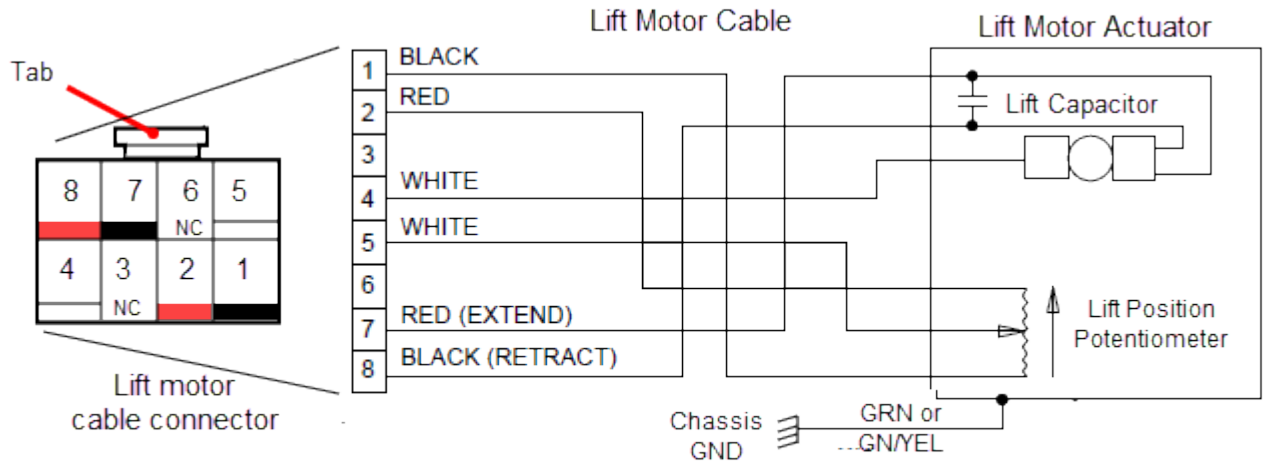 Lift Motor Cable
Lift Motor Actuator
Tab
8 7 6 5
NC
4 3 2 1
NC
Lift motor
cable connector
1 BLACK
2 RED
3
4 WHITE
5 WHITE
6
7 RED (EXTEND)
8 BLACK (RETRACT)
Lift Capacitor
Lift Position
Potentiometer
Chassis
GND
GRN or
GN/YEL